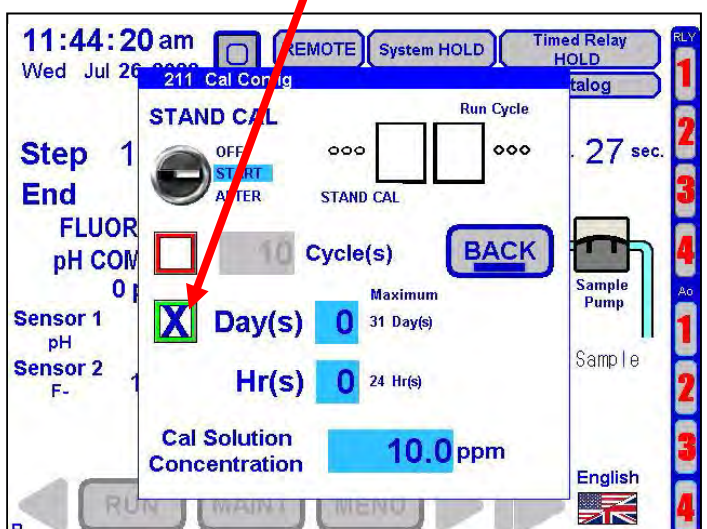 11:44:20 am
REMOTE
System HOLD
Timed Relay
HOLD
RLY
Wed Jul 26
talog
211 Cal Config
STAND CAL
Run Cycle
OFF
START
AFTER
STAND CAL
Step 1
27 sec.
End
FLUOR
pH COM
10 Cycle(s)
BACK
Sample
Pump
0
Sensor 1
pH
X Day(s) 0
Maximum
31 Day(s)
Sensor 2
F-
1
Hr(s) 0 24 Hr(s)
Sample
Cal Solution
Concentration
10.0 ppm
English
RUN
MAINT
MENU
1
2
3
4
Ao
1
2
3
4